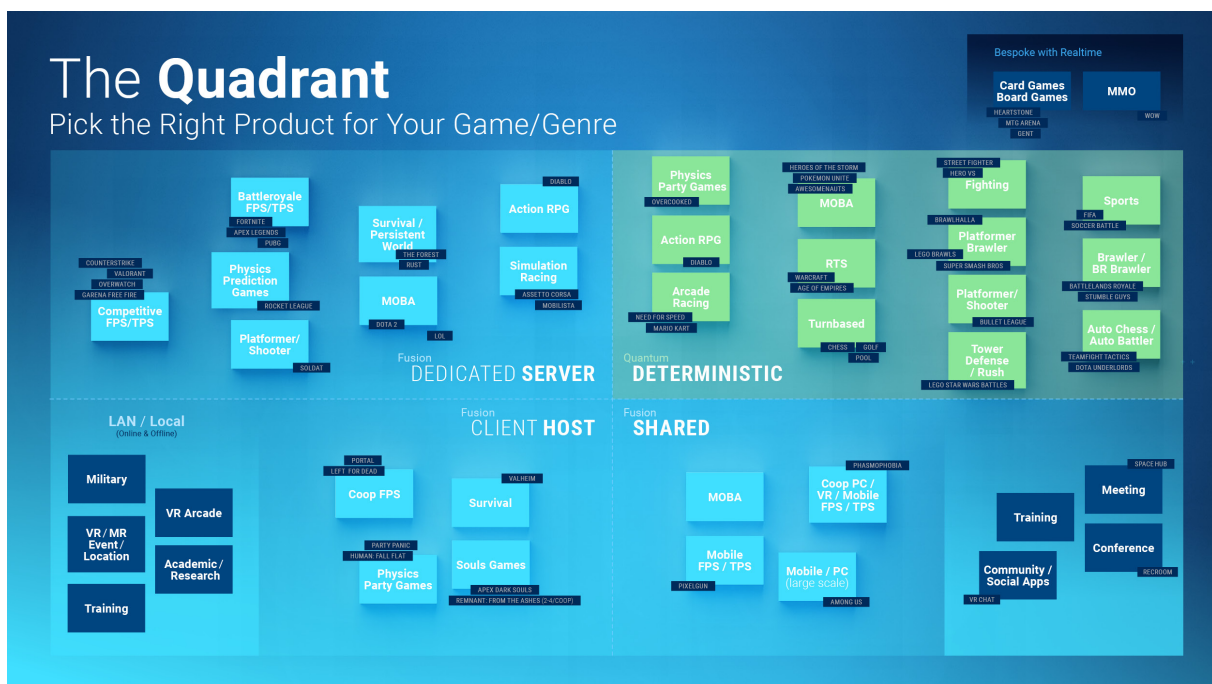 The Quadrant
Pick the Right Product for Your Game/Genre
Bespoke with Realtime
Card Games
Board Games
HEARTSTONE
MTG ARENA
GENT
MMO
WOW
Battleroyale
FPS/TPS
FORTNITE
APEX LEGENDS
PUBG
COUNTERSTRIKE
VALORANT
OVERWATCH
GARENA FREE FIRE
Competitive
FPS/TPS
Physics
Prediction
Games
ROCKET LEAGUE
Platformer/
Shooter
SOLDAT
Survival /
Persistent
World
THE FOREST
RUST
MOBA
DOTA 2
LOL
DIABLO
Action RPG
Simulation
Racing
ASSETTO CORSA
MOBILISTA
Fusion
DEDICATED SERVER
Physics
Party Games
OVERCOOKED
Action RPG
DIABLO
Arcade
Racing
NEED FOR SPEED
MARIO KART
HEROES OF THE STORM
POKEMON UNITE
AWESOMENAUTS
MOBA
RTS
WARCRAFT
AGE OF EMPIRES
Turnbased
CHESS
GOLF
POOL
STREET FIGHTER
HERO VS
Fighting
BRAWLHALLA
Platformer
Brawler
LEGO BRAWLS
SUPER SMASH BROS
Platformer/
Shooter
BULLET LEAGUE
Tower
Defense
/ Rush
LEGO STAR WARS BATTLES
Sports
FIFA
SOCCER BATTLE
Brawler /
BR Brawler
BATTLELANDS ROYALE
STUMBLE GUYS
Auto Chess /
Auto Battler
TEAMFIGHT TACTICS
DOTA UNDERLORDS
Quantum
DETERMINISTIC
LAN / Local
(Online & Offline)
Military
VR / MR
Event /
Location
Training
VR Arcade
Academic /
Research
Fusion
CLIENT HOST
PORTAL
LEFT FOR DEAD
Coop FPS
PARTY PANIC
HUMAN: FALL FLAT
Physics
Party Games
VALHEIM
Survival
Souls Games
APEX DARK SOULS
REMNANT: FROM THE ASHES (2-4/COOP)
Fusion
SHARED
MOBA
Mobile
FPS / TPS
PIXELGUN
PHASMOPHOBIA
Coop PC /
VR / Mobile
FPS / TPS
Mobile / PC
(large scale)
AMONG US
Training
Community /
Social Apps
VR CHAT
SPACE HUB
Meeting
Conference
RECROOM